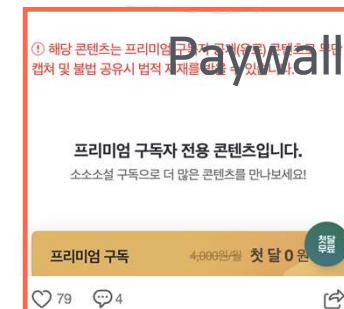 ① 해당 콘텐츠는 프리미엄
캡쳐 및 불법 공유시 법적
Paywall
프리미엄 구독자 전용 콘텐츠입니다.
소소소설 구독으로 더 많은 콘텐츠를 만나보세요!
첫달
무료
프리미엄 구독 4,000원/월 첫 달 0원
79 4